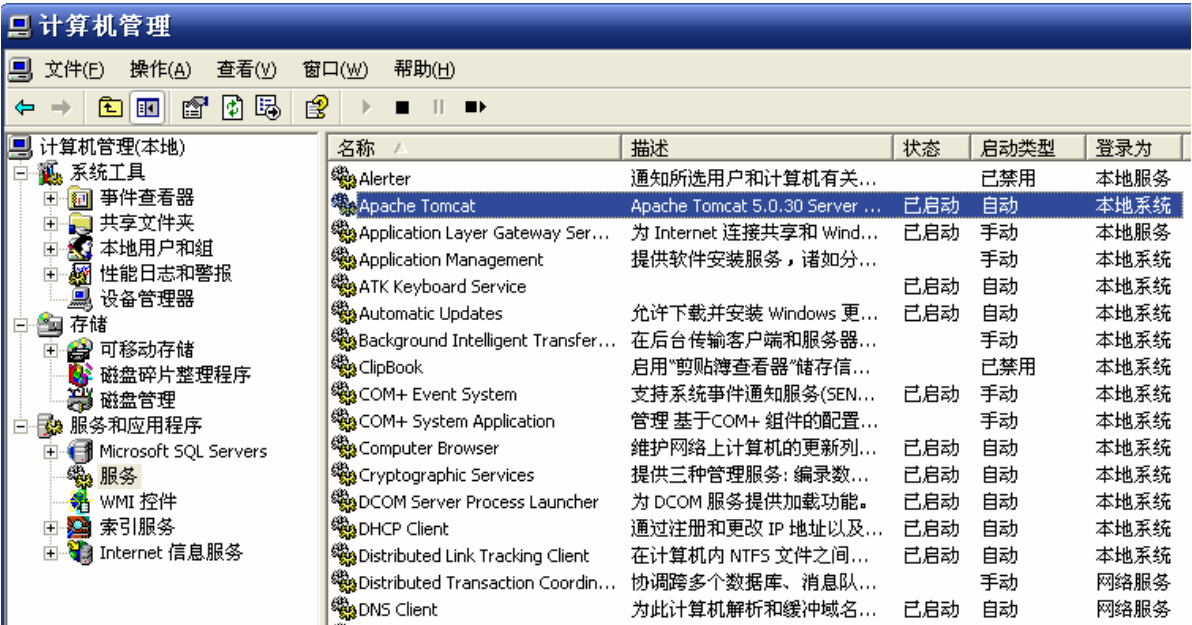 计算机管理
文件(F) 操作(A) 查看(V) 窗口(W) 帮助(H)
计算机管理(本地)
系统工具
事件查看器
共享文件夹
本地用户和组
性能日志和警报
设备管理器
存储
可移动存储
磁盘碎片整理程序
磁盘管理
服务和应用程序
Microsoft SQL Servers
服务
WMI 控件
索引服务
Internet 信息服务
名称 描述 状态 启动类型 登录为
Alerter 通知所选用户和计算机有关... 已禁用 本地服务
Apache Tomcat Apache Tomcat 5.0.30 Server ... 已启动 自动 本地系统
Application Layer Gateway Ser... 为 Internet 连接共享和 Wind... 已启动 手动 本地服务
Application Management 提供软件安装服务，诸如分... 手动 本地系统
ATK Keyboard Service 已启动 自动 本地系统
Automatic Updates 允许下载并安装 Windows 更... 已启动 自动 本地系统
Background Intelligent Transfer... 在后台传输客户端和服务器... 手动 本地系统
ClipBook 启用“剪贴簿查看器”储存信... 已禁用 本地系统
COM+ Event System 支持系统事件通知服务(SEN... 已启动 手动 本地系统
COM+ System Application 管理 基于COM+ 组件的配置... 手动 本地系统
Computer Browser 维护网络上计算机的更新列... 已启动 自动 本地系统
Cryptographic Services 提供三种管理服务: 编录数... 已启动 自动 本地系统
DCOM Server Process Launcher 为 DCOM 服务提供加载功能。 已启动 自动 本地系统
DHCP Client 通过注册和更改 IP 地址以及... 已启动 自动 本地系统
Distributed Link Tracking Client 在计算机内 NTFS 文件之间... 已启动 自动 本地系统
Distributed Transaction Coordin... 协调跨多个数据库、消息队... 手动 网络服务
DNS Client 为此计算机解析和缓冲域名... 已启动 自动 网络服务